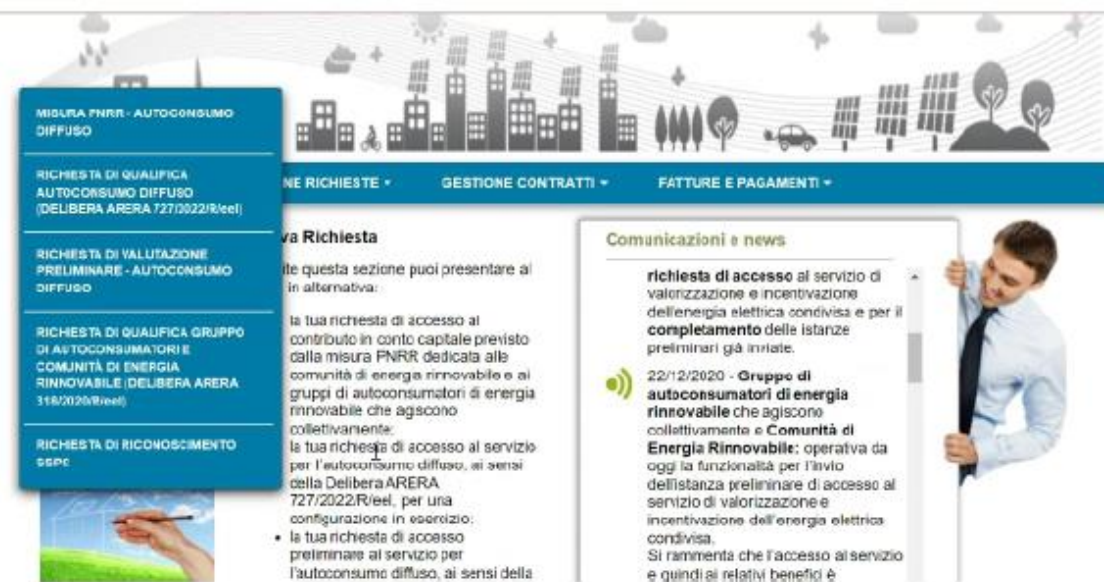 MISURA PNRR - AUTOCONSUMO
DIFFUSO
RICHIESTA DI QUALIFICA
AUTOCONSUMO DIFFUSO
(DELIBERA ARERA 727/2022/R/eel)
RICHIESTA DI VALUTAZIONE
PRELIMINARE - AUTOCONSUMO
DIFFUSO
RICHIESTA DI QUALIFICA GRUPPO
DI AUTOCONSUMATORI E
COMUNITÀ DI ENERGIA
RINNOVABILE (DELIBERA ARERA
318/2020/R/eel)
RICHIESTA DI RICONOSCIMENTO
SSPC
NE RICHIESTE
GESTIONE CONTRATTI
FATTURE E PAGAMENTI
va Richiesta
ite questa sezione puoi presentare al
in alternativa:
la tua richiesta di accesso al
contributo in conto capitale previsto
dalla misura PNRR dedicata alle
comunità di energia rinnovabile e ai
gruppi di autoconsumatori di energia
rinnovabile che agiscono
collettivamente;
la tua richiesta di accesso al servizio
per l'autoconsumo diffuso, ai sensi
della Delibera ARERA
727/2022/R/eel, per una
configurazione in esercizio;
• la tua richiesta di accesso
preliminare al servizio per
l'autoconsumo diffuso, ai sensi della
Comunicazioni e news
richiesta di accesso al servizio di
valorizzazione e incentivazione
dell'energia elettrica condivisa e per il
completamento delle istanze
preliminari già inviate.
22/12/2020 - Gruppo di
autoconsumatori di energia
rinnovabile che agiscono
collettivamente e Comunità di
Energia Rinnovabile: operativa da
oggi la funzionalità per l'invio
dell'istanza preliminare di accesso al
servizio di valorizzazione e
incentivazione dell'energia elettrica
condivisa.
Si rammenta che l'accesso al servizio
e quindi ai relativi benefici è